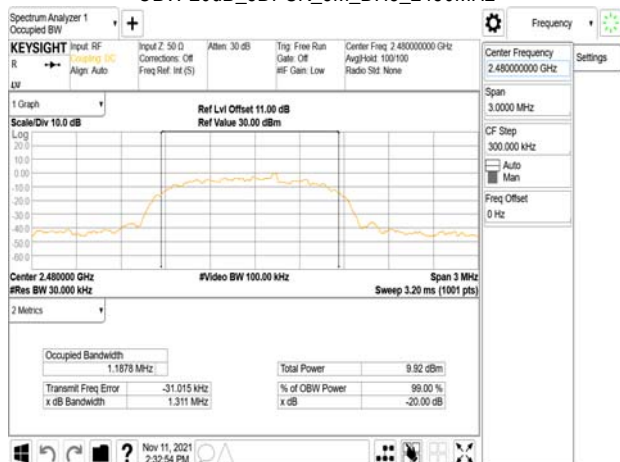 Spectrum Analyzer 1
Occupied BW
Frequency
KEYSIGHT
Input: RF
Coupling: DC
Align: Auto
Input Z: 50 Ω
Corrections: Off
Freq Ref: Int (S)
Atten: 30 dB
Trig: Free Run
Gate: Off
#IF Gain: Low
Center Freq: 2.480000000 GHz
Avg|Hold: 100/100
Radio Std: None
R
LVI
Center Frequency
2.480000000 GHz
Settings
Span
3.0000 MHz
CF Step
300.000 kHz
Auto
Man
Freq Offset
0 Hz
1 Graph
Scale/Div 10.0 dB
Ref Lvl Offset 11.00 dB
Ref Value 30.00 dBm
Log
20.0
10.0
0.00
-10.0
-20.0
-30.0
-40.0
-50.0
-60.0
Center 2.480000 GHz
#Res BW 30.000 kHz
#Video BW 100.00 kHz
Span 3 MHz
Sweep 3.20 ms (1001 pts)
2 Metrics
Occupied Bandwidth
1.1878 MHz
Transmit Freq Error -31.015 kHz
x dB Bandwidth 1.311 MHz
Total Power 9.92 dBm
% of OBW Power 99.00 %
x dB -20.00 dB
Nov 11, 2021
2:32:54 PM